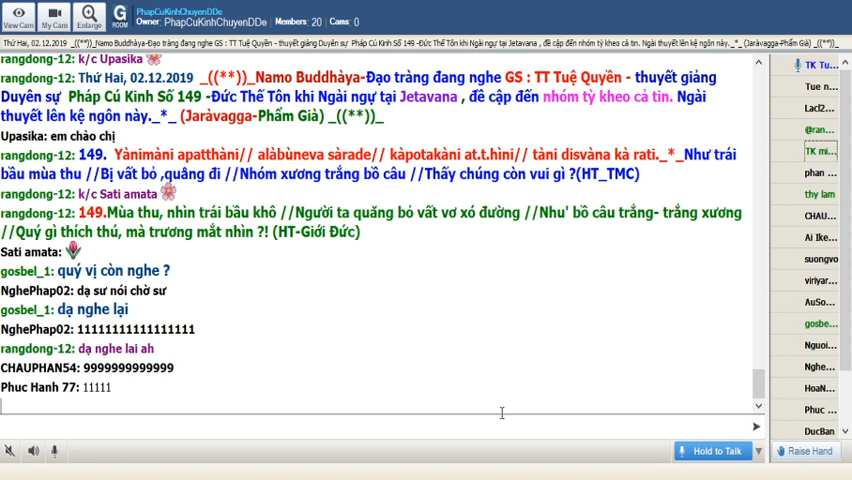 View Cam
My Cam
Enlarge
G
ROOM
PhapCuKinhChuyenDDe
Owner: PhapCuKinhChuyenDDe Members: 20 Cams: 0
Thứ Hai, 02.12.2019 _((**))_Namo Buddhàya-Đạo tràng đang nghe GS : TT Tuệ Quyền - thuyết giảng Duyên sự Pháp Cú Kinh Số 149 -Đức Thế Tôn khi Ngài ngự tại Jetavana , đề cập đến nhóm tỳ kheo cả tin. Ngài thuyết lên kệ ngôn này._*_ (Jaràvagga-Phẩm Già) _((**))_
rangdong-12: k/c Upasika
rangdong-12: Thứ Hai, 02.12.2019 _((**))_Namo Buddhàya-Đạo tràng đang nghe GS : TT Tuệ Quyền - thuyết giảng
Duyên sự Pháp Cú Kinh Số 149 -Đức Thế Tôn khi Ngài ngự tại Jetavana , đề cập đến nhóm tỳ kheo cả tin. Ngài
thuyết lên kệ ngôn này._*_ (Jaràvagga-Phẩm Già) _((**))_
Upasika: em chào chị
rangdong-12: 149. Yànimàni apatthàni// alàbùneva sàrade// kàpotakàni at.t.hìni// tàni disvàna kà rati._*_Như trái
bầu mùa thu //Bị vất bỏ ,quâng đi //Nhóm xương trắng bồ câu //Thấy chúng còn vui gì ?(HT_TMC)
rangdong-12: k/c Sati amata
rangdong-12: 149.Mùa thu, nhìn trái bầu khô //Người ta quăng bỏ vất vơ xó đường //Như' bồ câu trắng- trắng xương
//Quý gì thích thú, mà trương mắt nhìn ?! (HT-Giới Đức)
Sati amata:
gosbel_1: quý vị còn nghe ?
NghePhap02: dạ sư nói chờ sư
gosbel_1: dạ nghe lại
NghePhap02: 11111111111111111
rangdong-12: dạ nghe lai ah
CHAUPHAN54: 9999999999999
Phuc Hanh 77: 11111
TK Tu...
Tue n...
Lacl2...
@ran...
TK mi...
phan ...
thy lam
CHAU...
Ai Ike...
suongvo
viriyar...
AuSo...
gosbe...
Nguoi...
Nghe...
HoaN...
Phuc ...
DucBan
Hold to Talk
Raise Hand